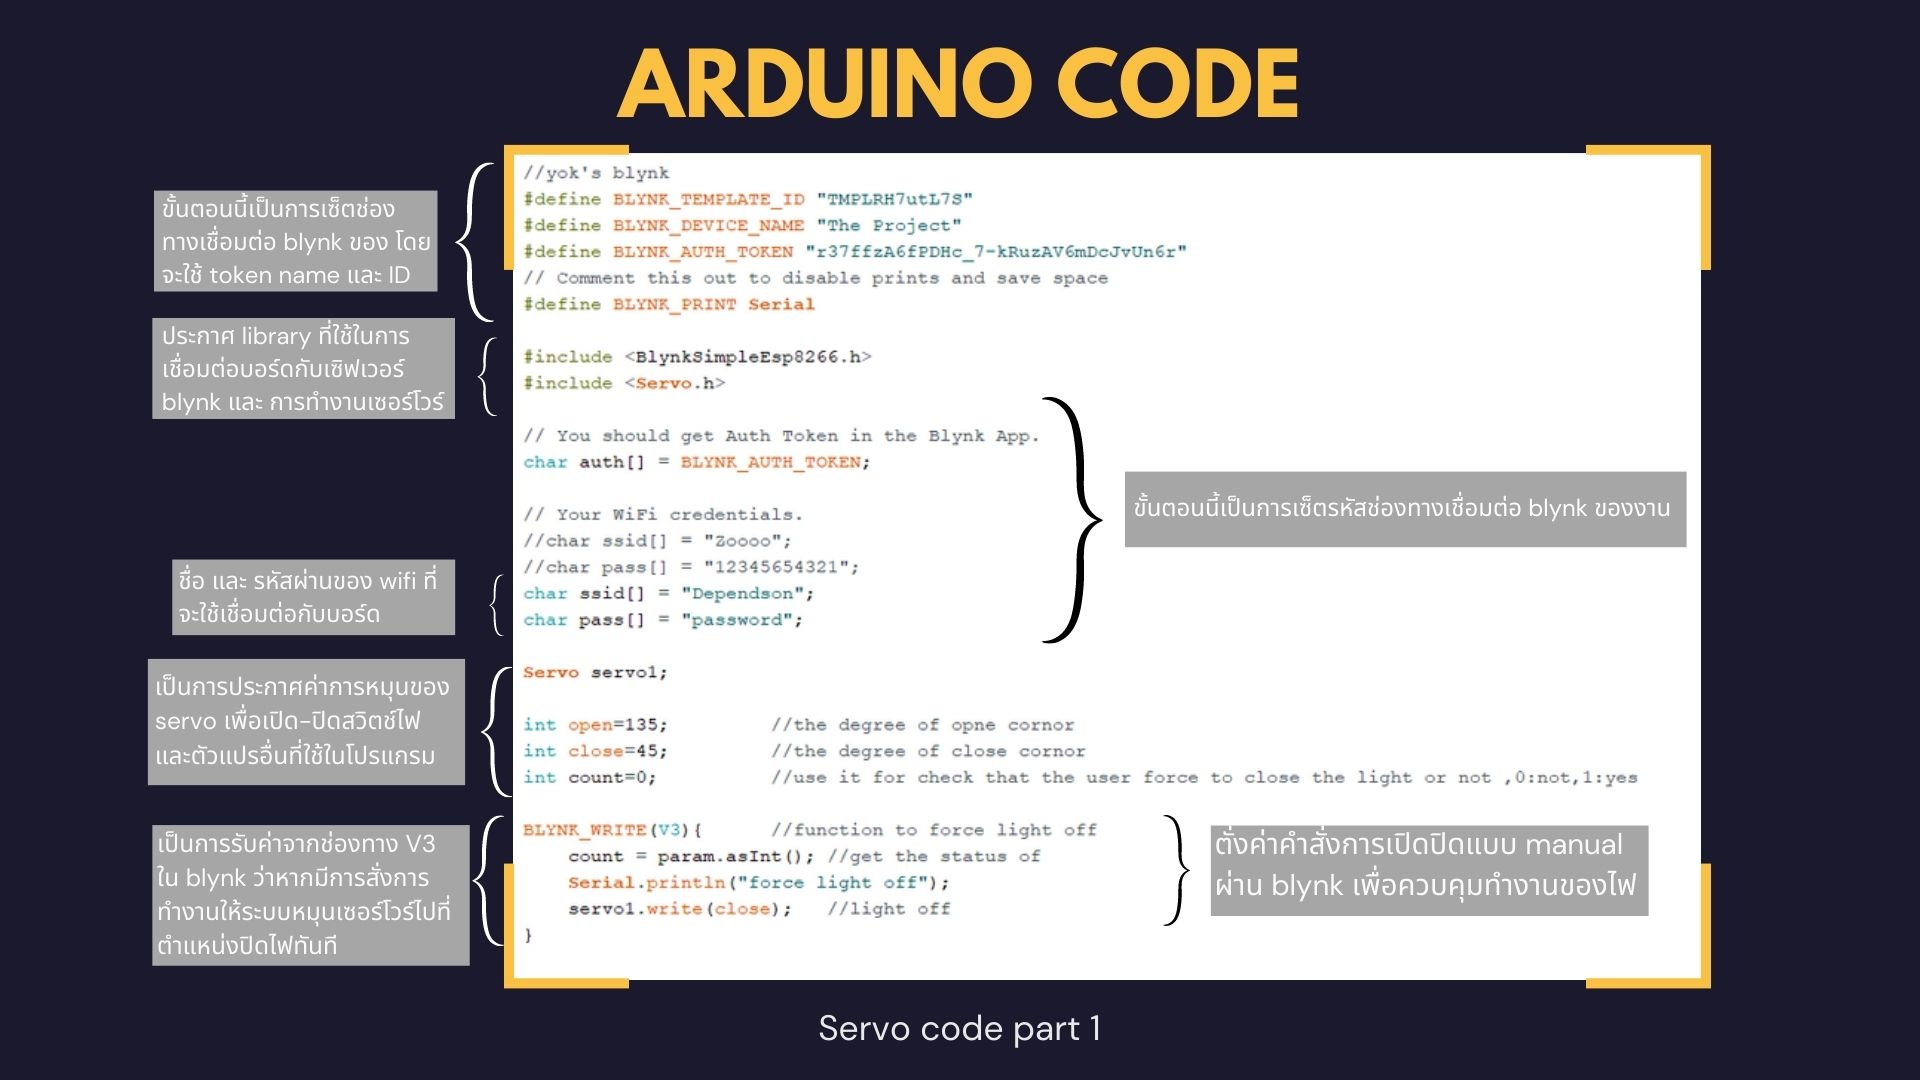 ARDUINO CODE
ขั้นตอนนี้เป็นการเซ็ตช่อง
ทางเชื่อมต่อ blynk ของ โดย
จะใช้ token name และ ID
ประกาศ library ที่ใช้ในการ
เชื่อมต่อบอร์ดกับเซิฟเวอร์
blynk และ การทำงานเซอร์โวร์
ชื่อ และ รหัสผ่านของ wifi ที่
จะใช้เชื่อมต่อกับบอร์ด
เป็นการประกาศค่าการหมุนของ
servo เพื่อเปิด-ปิดสวิตช์ไฟ
และตัวแปรอื่นที่ใช้ในโปรแกรม
เป็นการรับค่าจากช่องทาง V3
ใน blynk ว่าหากมีการสั่งการ
ทำงานให้ระบบหมุนเซอร์โวร์ไปที่
ตำแหน่งปิดไฟทันที
//yok's blynk
#define BLYNK_TEMPLATE_ID "TMPLRH7utL7S"
#define BLYNK_DEVICE_NAME "The Project"
#define BLYNK_AUTH_TOKEN "r37ffzA6fPDHc_7-kRuzAV6mDcJvUn6r"
// Comment this out to disable prints and save space
#define BLYNK_PRINT Serial
#include <BlynkSimpleEsp8266.h>
#include <Servo.h>
// You should get Auth Token in the Blynk App.
char auth[] = BLYNK_AUTH_TOKEN;
// Your WiFi credentials.
//char ssid[] = "Zoooo";
//char pass[] = "12345654321";
char ssid[] = "Dependson";
char pass[] = "password";
Servo servo1;
int open=135; //the degree of opne cornor
int close=45; //the degree of close cornor
int count=0; //use it for check that the user force to close the light or not ,0:not,1:yes
BLYNK_WRITE(V3){ //function to force light off
count = param.asInt(); //get the status of
Serial.println("force light off");
servo1.write(close); //light off
}
ขั้นตอนนี้เป็นการเซ็ตรหัสช่องทางเชื่อมต่อ blynk ของงาน
ตั้งค่าคำสั่งการเปิดปิดแบบ manual
ผ่าน blynk เพื่อควบคุมทำงานของไฟ
Servo code part 1